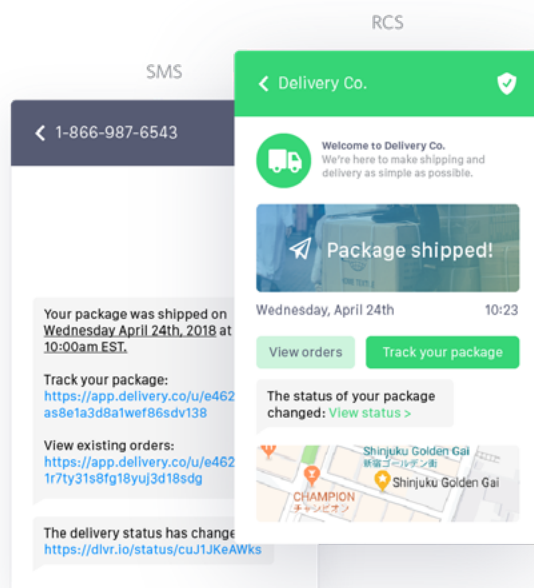 RCS
SMS
1-866-987-6543
Your package was shipped on
Wednesday April 24th, 2018 at
10:00am EST.
Track your package:
https://app.delivery.co/u/e462
as8e1a3d8a1wef86sdv138
View existing orders:
https://app.delivery.co/u/e462
1r7ty31s8fg18yuj3d18sdg
The delivery status has change
https://dlvr.io/status/cuJ1JKeAWks
Delivery Co.
Welcome to Delivery Co.
We're here to make shipping and
delivery as simple as possible.
Package shipped!
Wednesday, April 24th 10:23
View orders Track your package
The status of your package
changed: View status >
Shinjuku Golden Gai
新宿ゴールデン街
Shinjuku Golden Gai
CHAMPION
チャンピオン